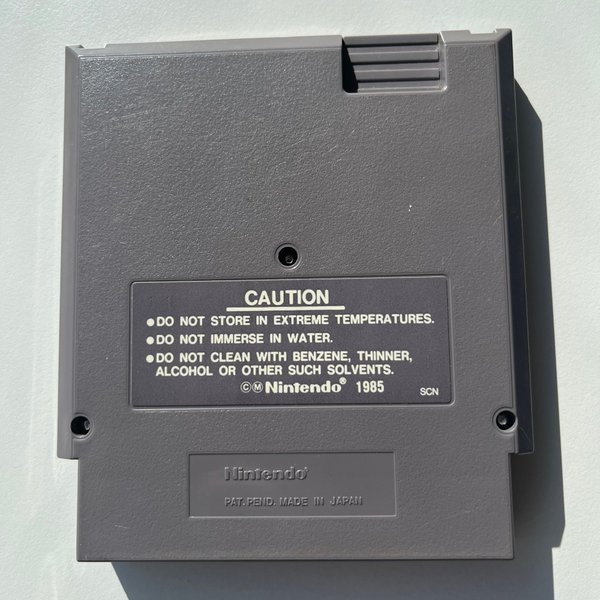 CAUTION
•DO NOT STORE IN EXTREME TEMPERATURES.
•DO NOT IMMERSE IN WATER.
•DO NOT CLEAN WITH BENZENE, THINNER,
ALCOHOL OR OTHER SUCH SOLVENTS.
©Ⓜ Nintendo® 1985 SCN
Nintendo®
PAT. PEND. MADE IN JAPAN